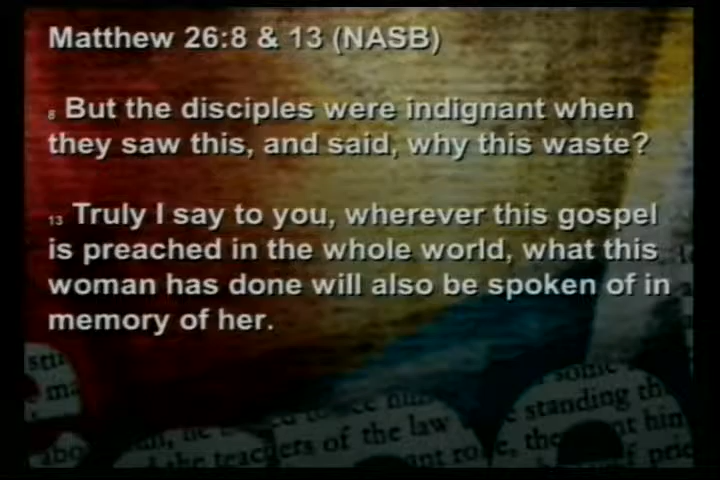 Matthew 26:8 & 13 (NASB)
8 But the disciples were indignant when
they saw this, and said, why this waste?
13 Truly I say to you, wherever this gospel
is preached in the whole world, what this
woman has done will also be spoken of in
memory of her.
some
standing
teachers of the law